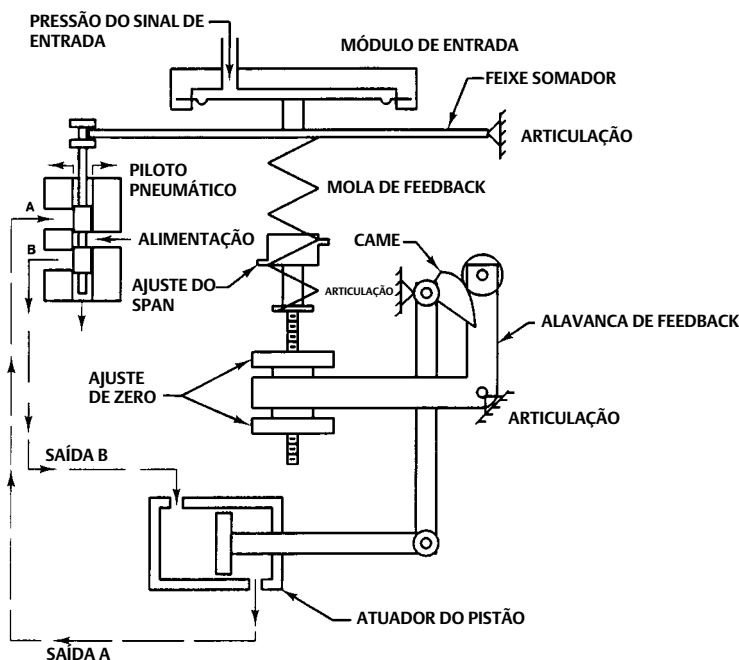 PRESSÃO DO SINAL DE
ENTRADA
MÓDULO DE ENTRADA
FEIXE SOMADOR
ARTICULAÇÃO
PILOTO
PNEUMÁTICO
MOLA DE FEEDBACK
A
ALIMENTAÇÃO
CAME
B
AJUSTE DO
SPAN
ARTICULAÇÃO
ALAVANCA DE FEEDBACK
AJUSTE
DE ZERO
ARTICULAÇÃO
SAÍDA B
ATUADOR DO PISTÃO
SAÍDA A